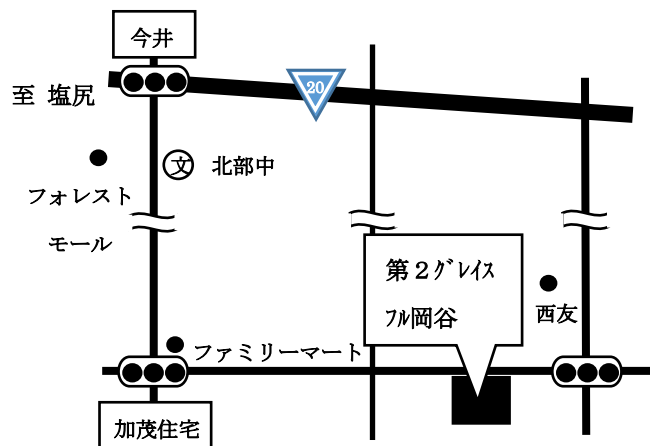 今井
至 塩尻
20
文
北部中
フォレスト
モール
第２グレイス
フル岡谷
西友
ファミリーマート
加茂住宅